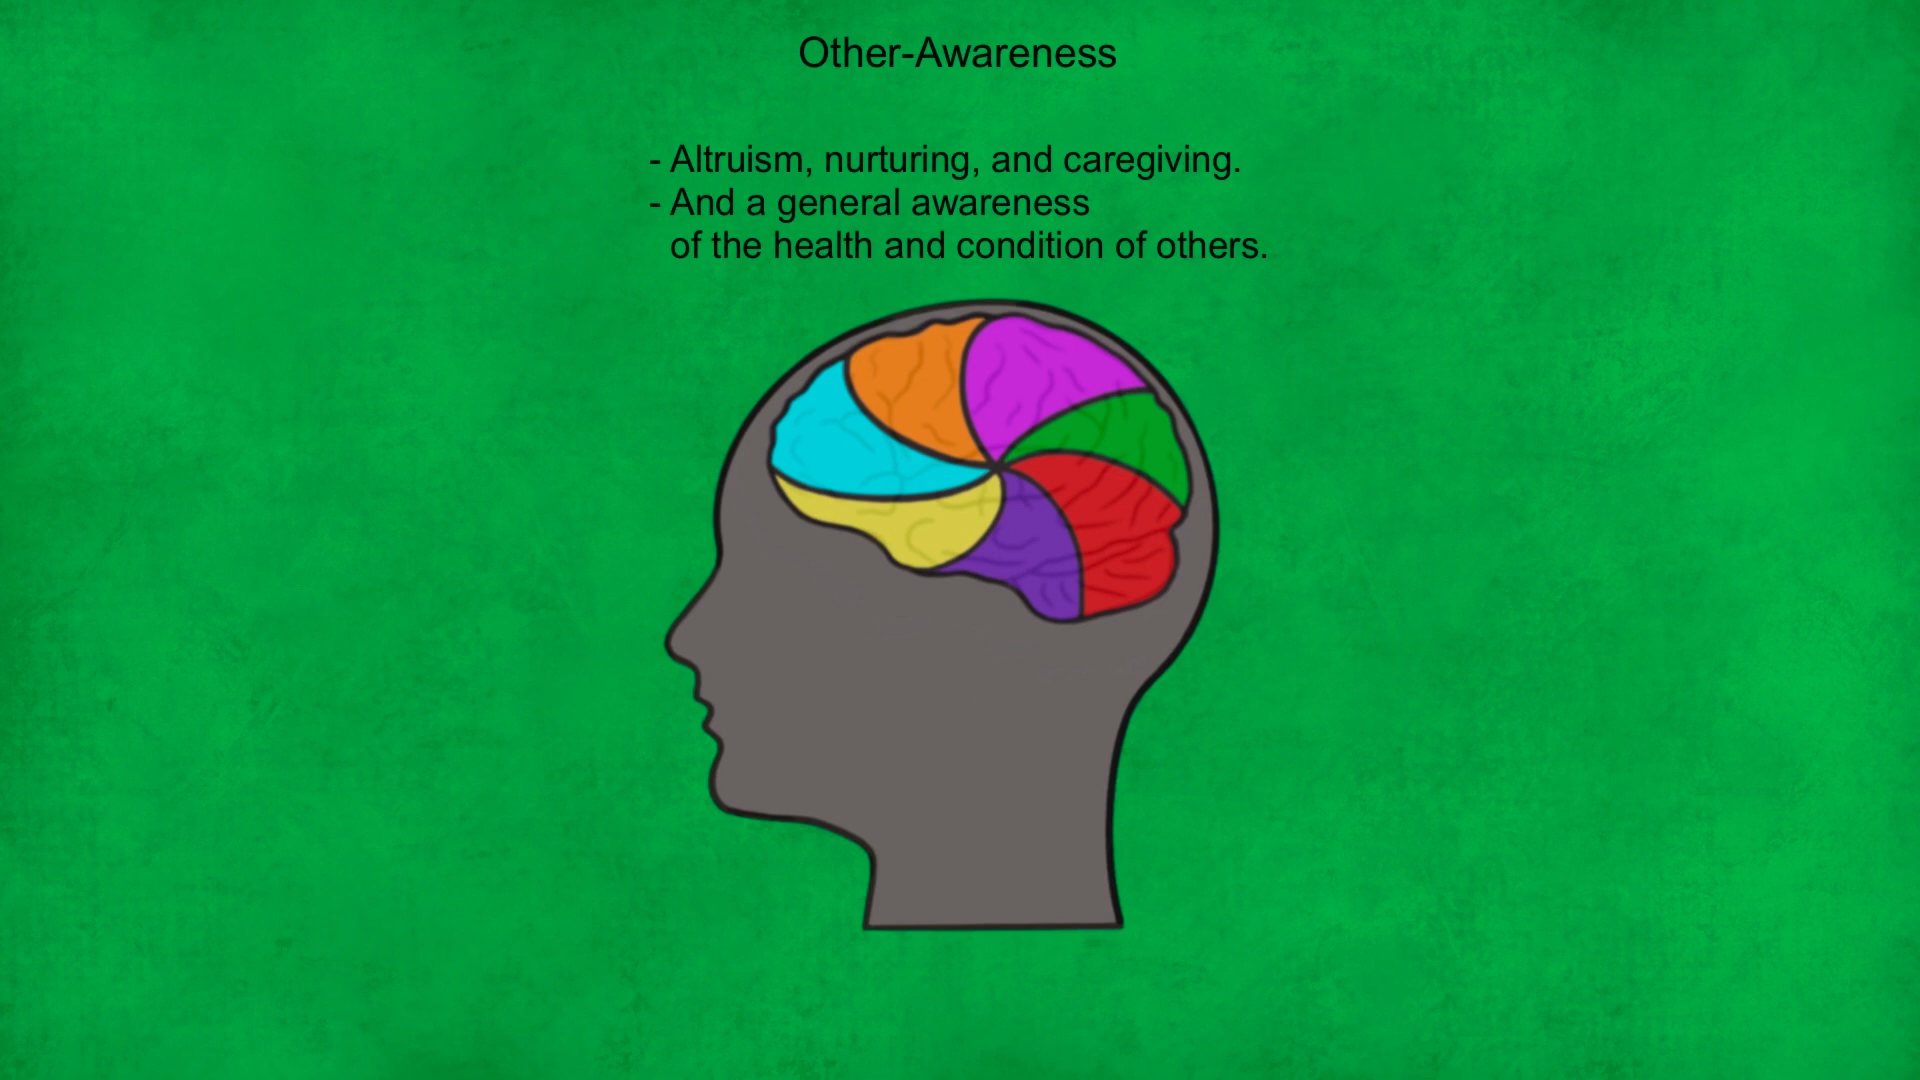 Other-Awareness
- Altruism, nurturing, and caregiving.
- And a general awareness
of the health and condition of others.